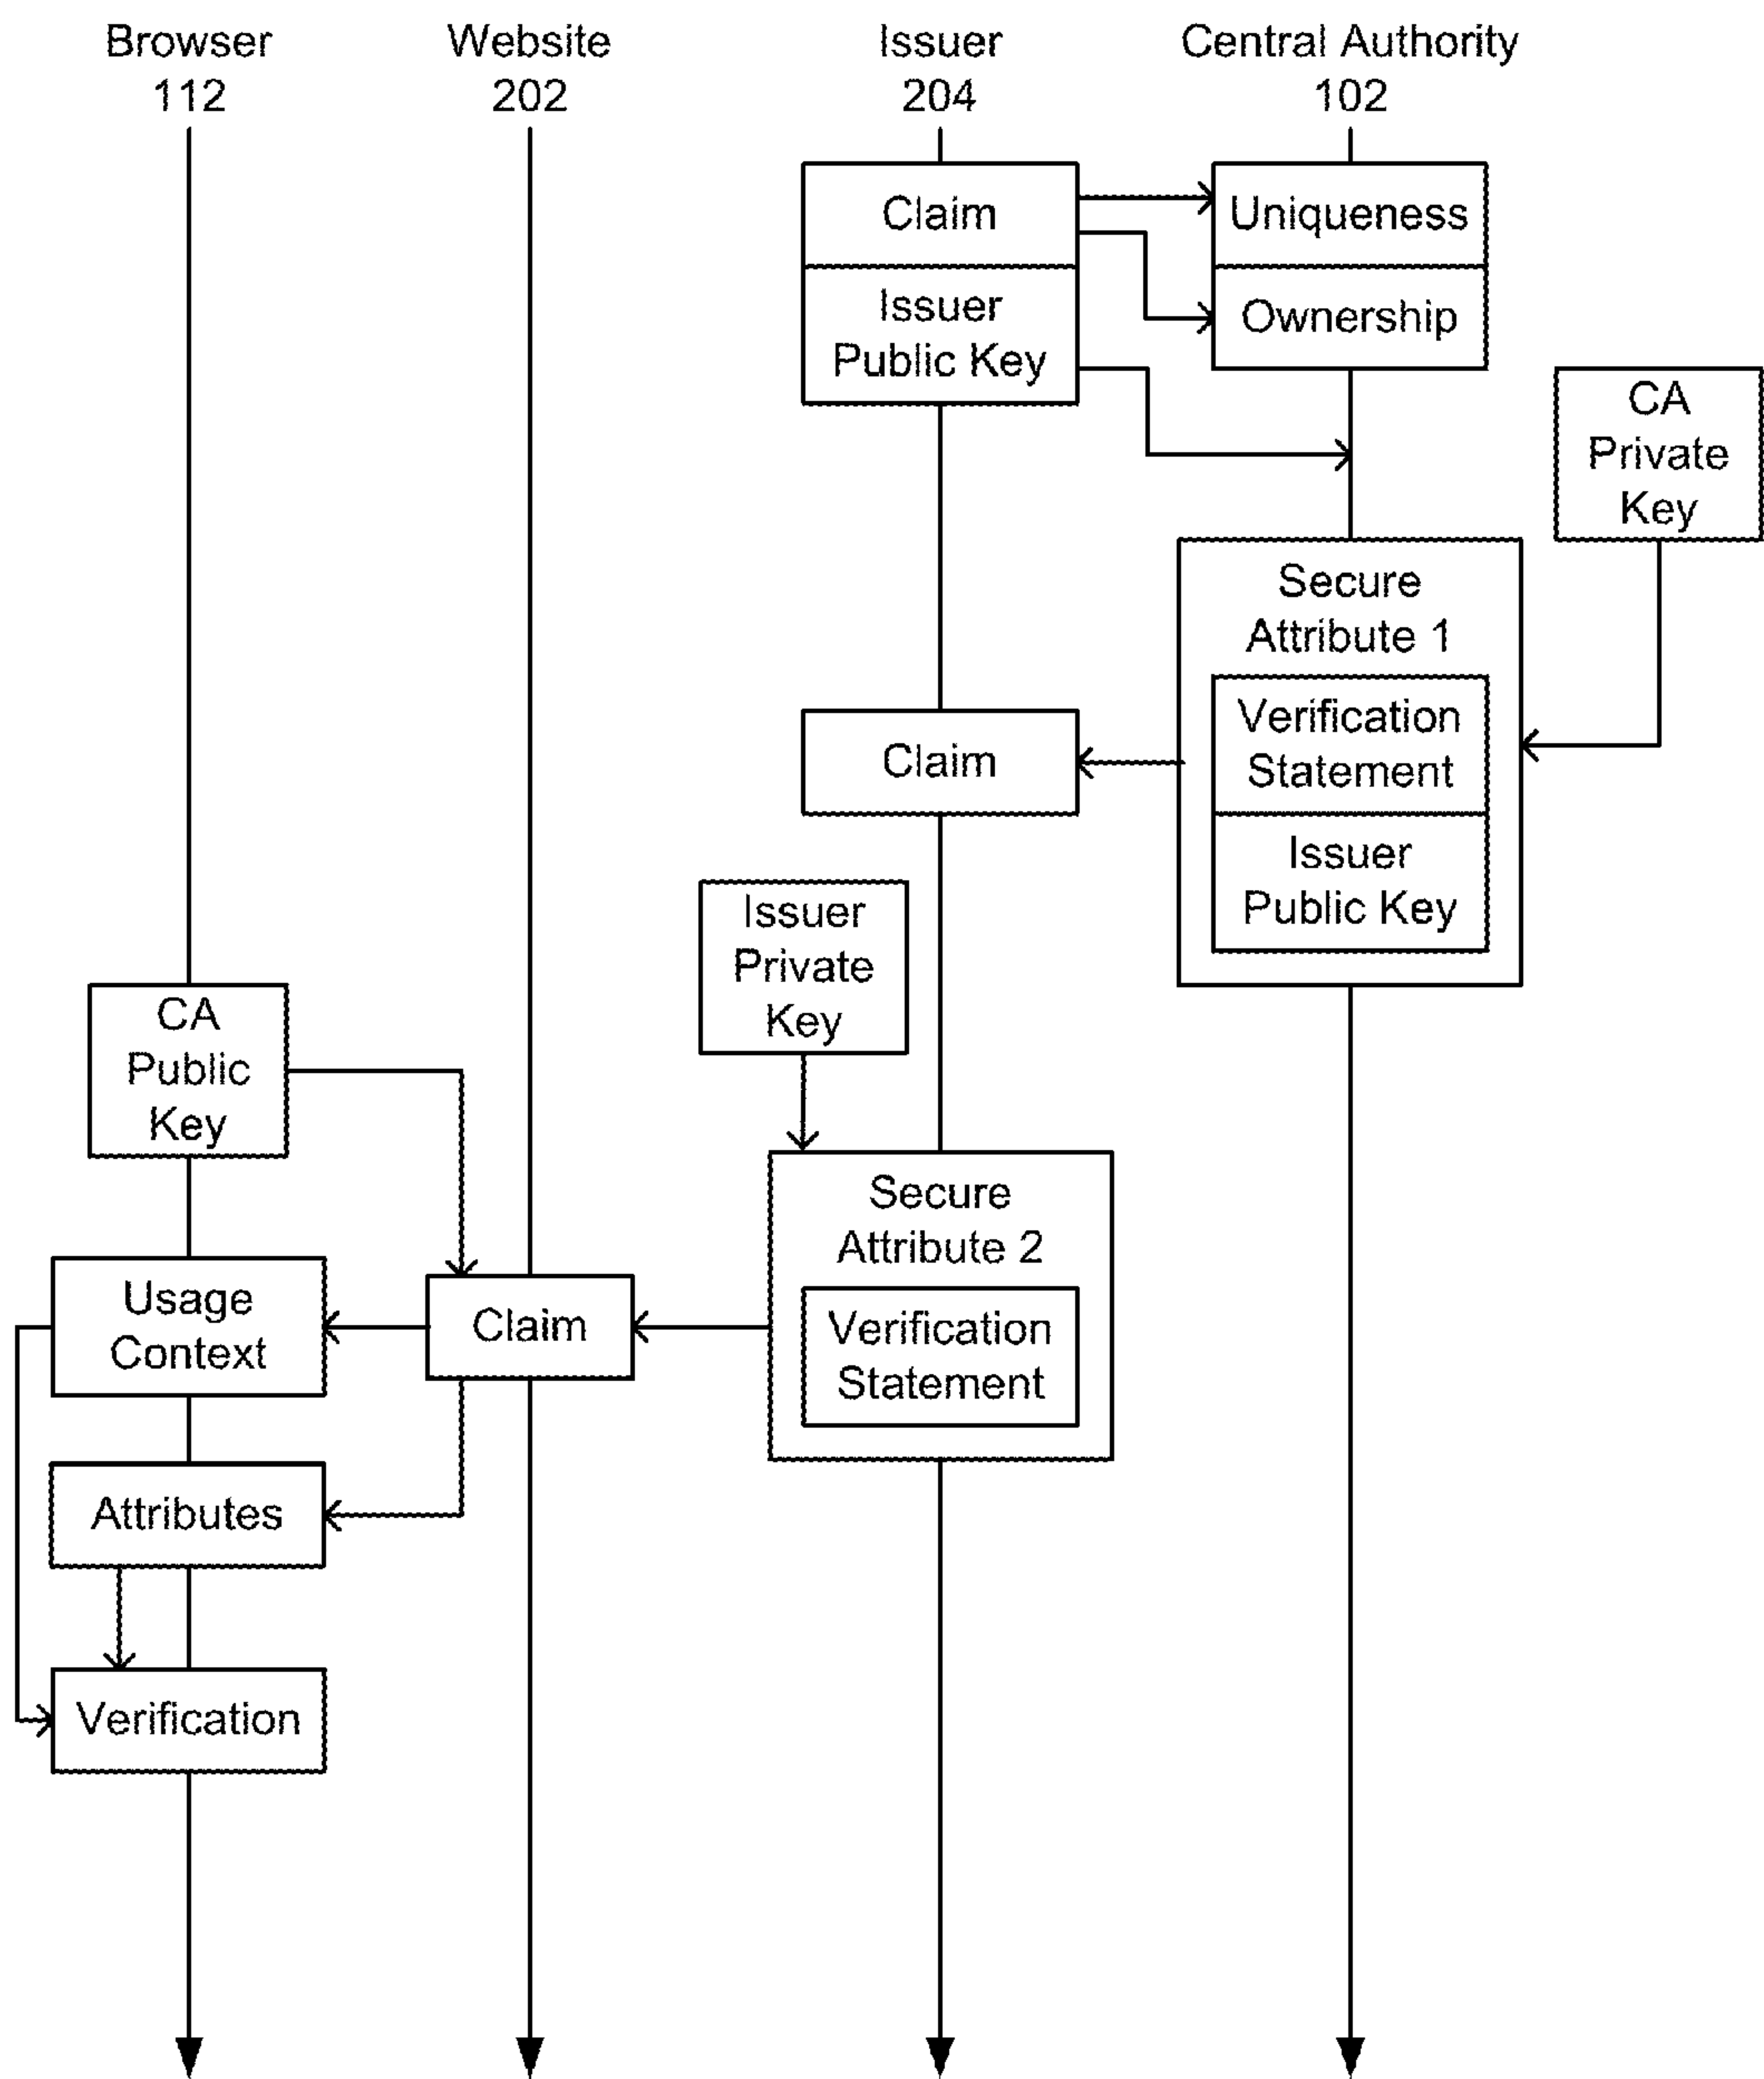 Browser
112
Website
202
Issuer
204
Central Authority
102
Claim
Uniqueness
Issuer
Public Key
Ownership
CA
Private
Key
Secure
Attribute 1
Verification
Statement
Issuer
Public Key
Claim
Issuer
Private
Key
CA
Public
Key
Secure
Attribute 2
Verification
Statement
Claim
Usage
Context
Attributes
Verification